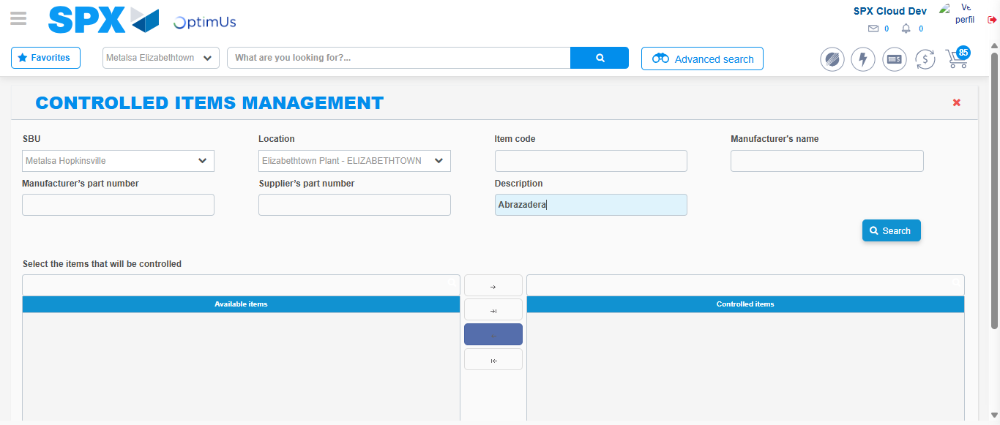 SPX OptimUs
SPX Cloud Dev
Ve
perfil
0 0
Favorites
Metalsa Elizabethtown
What are you looking for?...
Advanced search
85
CONTROLLED ITEMS MANAGEMENT
SBU Location Item code Manufacturer's name
Metalsa Hopkinsville Elizabethtown Plant - ELIZABETHTOWN
Manufacturer’s part number Supplier’s part number Description
Abrazadera
Search
Select the items that will be controlled
Available items Controlled items